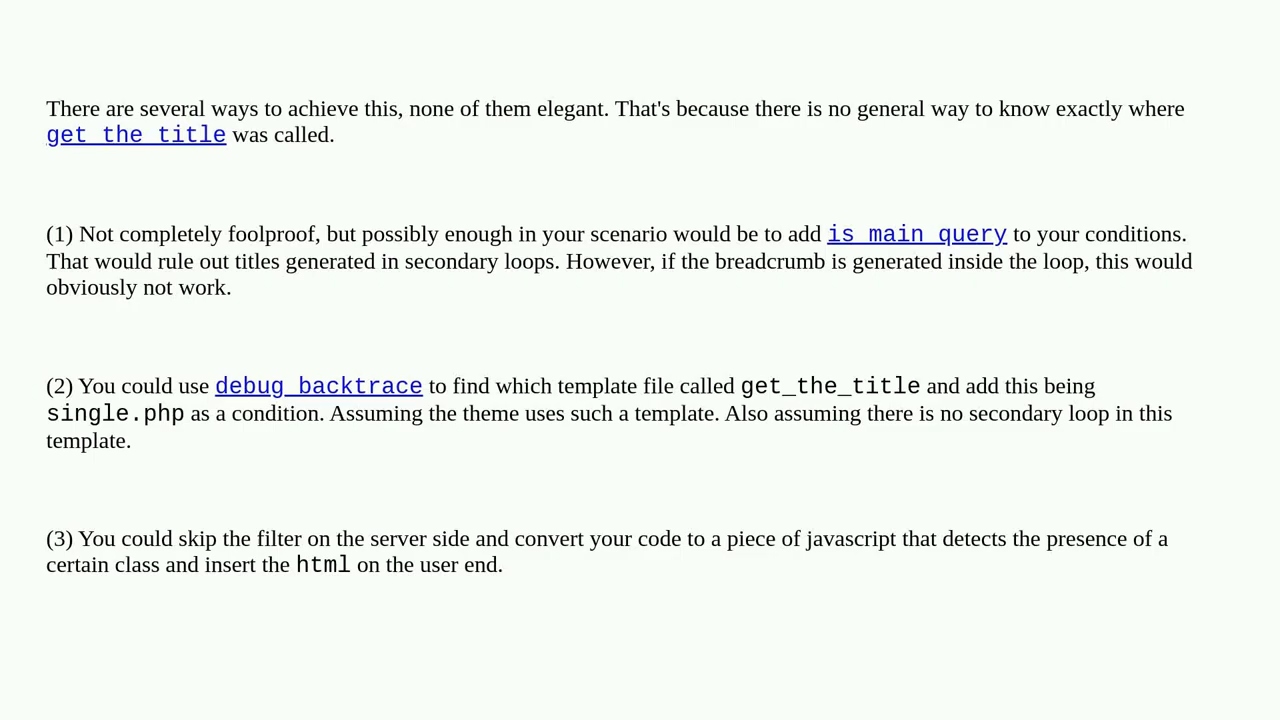 There are several ways to achieve this, none of them elegant. That's because there is no general way to know exactly where
get_the_title was called.
(1) Not completely foolproof, but possibly enough in your scenario would be to add is_main_query to your conditions.
That would rule out titles generated in secondary loops. However, if the breadcrumb is generated inside the loop, this would
obviously not work.
(2) You could use debug_backtrace to find which template file called get_the_title and add this being
single.php as a condition. Assuming the theme uses such a template. Also assuming there is no secondary loop in this
template.
(3) You could skip the filter on the server side and convert your code to a piece of javascript that detects the presence of a
certain class and insert the html on the user end.